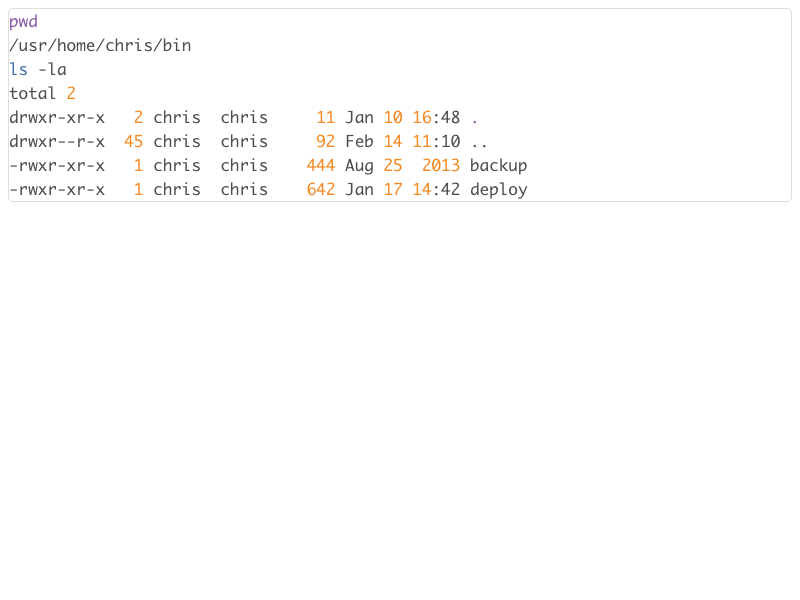 pwd
/usr/home/chris/bin
ls -la
total 2
drwxr-xr-x   2 chris  chris     11 Jan 10 16:48 .
drwxr--r-x  45 chris  chris     92 Feb 14 11:10 ..
-rwxr-xr-x   1 chris  chris    444 Aug 25  2013 backup
-rwxr-xr-x   1 chris  chris    642 Jan 17 14:42 deploy